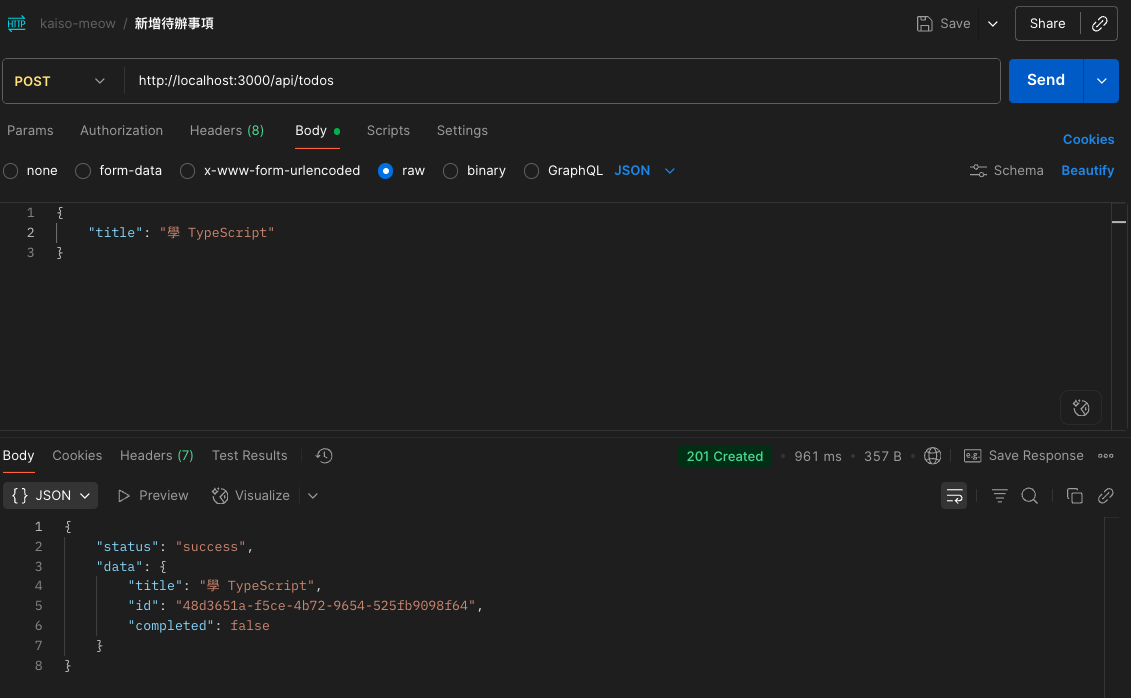 HTTP kaiso-meow / 新增待辦事項 Save Share
POST http://localhost:3000/api/todos Send
Params Authorization Headers (8) Body Scripts Settings Cookies
none form-data x-www-form-urlencoded raw binary GraphQL JSON Schema Beautify
1 {
2 "title": "學 TypeScript"
3 }
Body Cookies Headers (7) Test Results 201 Created 961 ms 357 B e.g. Save Response
{} JSON Preview Visualize
1 {
2 "status": "success",
3 "data": {
4 "title": "學 TypeScript",
5 "id": "48d3651a-f5ce-4b72-9654-525fb9098f64",
6 "completed": false
7 }
8 }